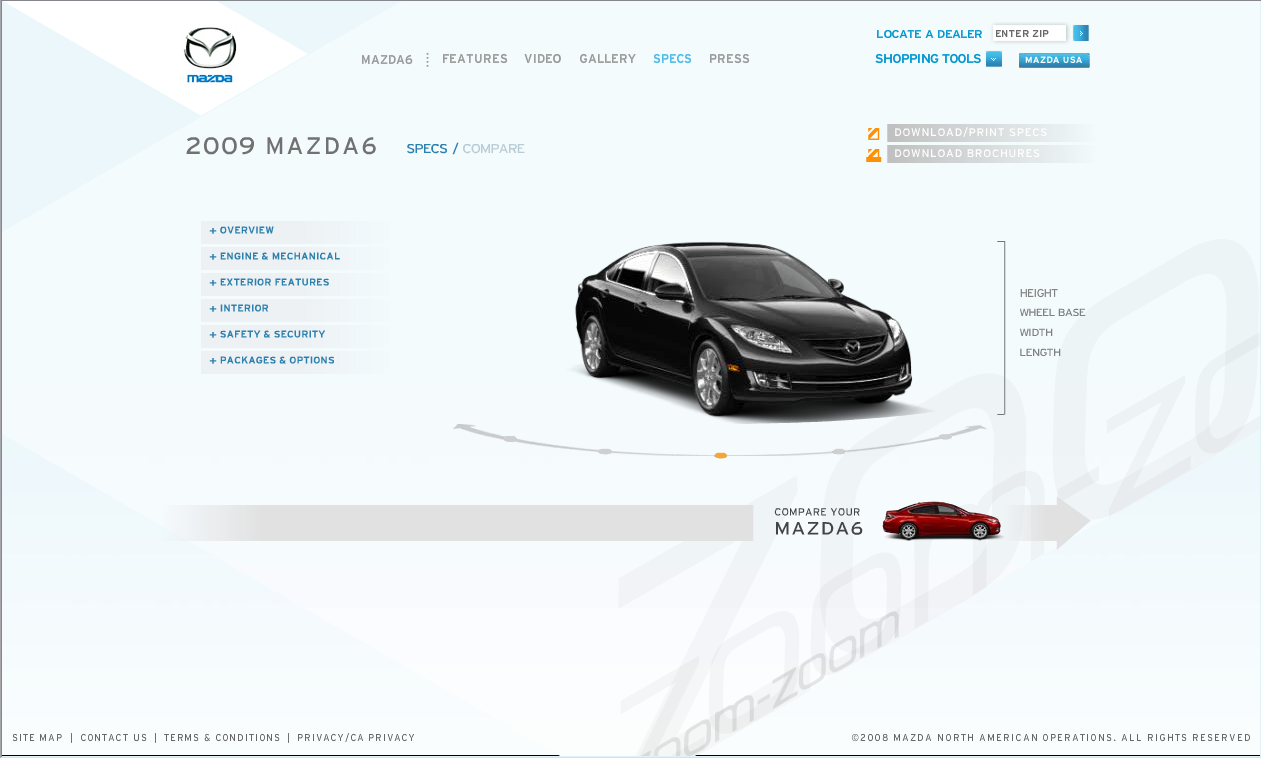 mazda
MAZDA6
FEATURES
VIDEO
GALLERY
SPECS
PRESS
LOCATE A DEALER
ENTER ZIP
SHOPPING TOOLS
MAZDA USA
2009 MAZDA6
SPECS / COMPARE
DOWNLOAD/PRINT SPECS
DOWNLOAD BROCHURES
+ OVERVIEW
+ ENGINE & MECHANICAL
+ EXTERIOR FEATURES
+ INTERIOR
+ SAFETY & SECURITY
+ PACKAGES & OPTIONS
HEIGHT
WHEEL BASE
WIDTH
LENGTH
COMPARE YOUR
MAZDA6
zoom-zoom
SITE MAP | CONTACT US | TERMS & CONDITIONS | PRIVACY/CA PRIVACY
©2008 MAZDA NORTH AMERICAN OPERATIONS. ALL RIGHTS RESERVED